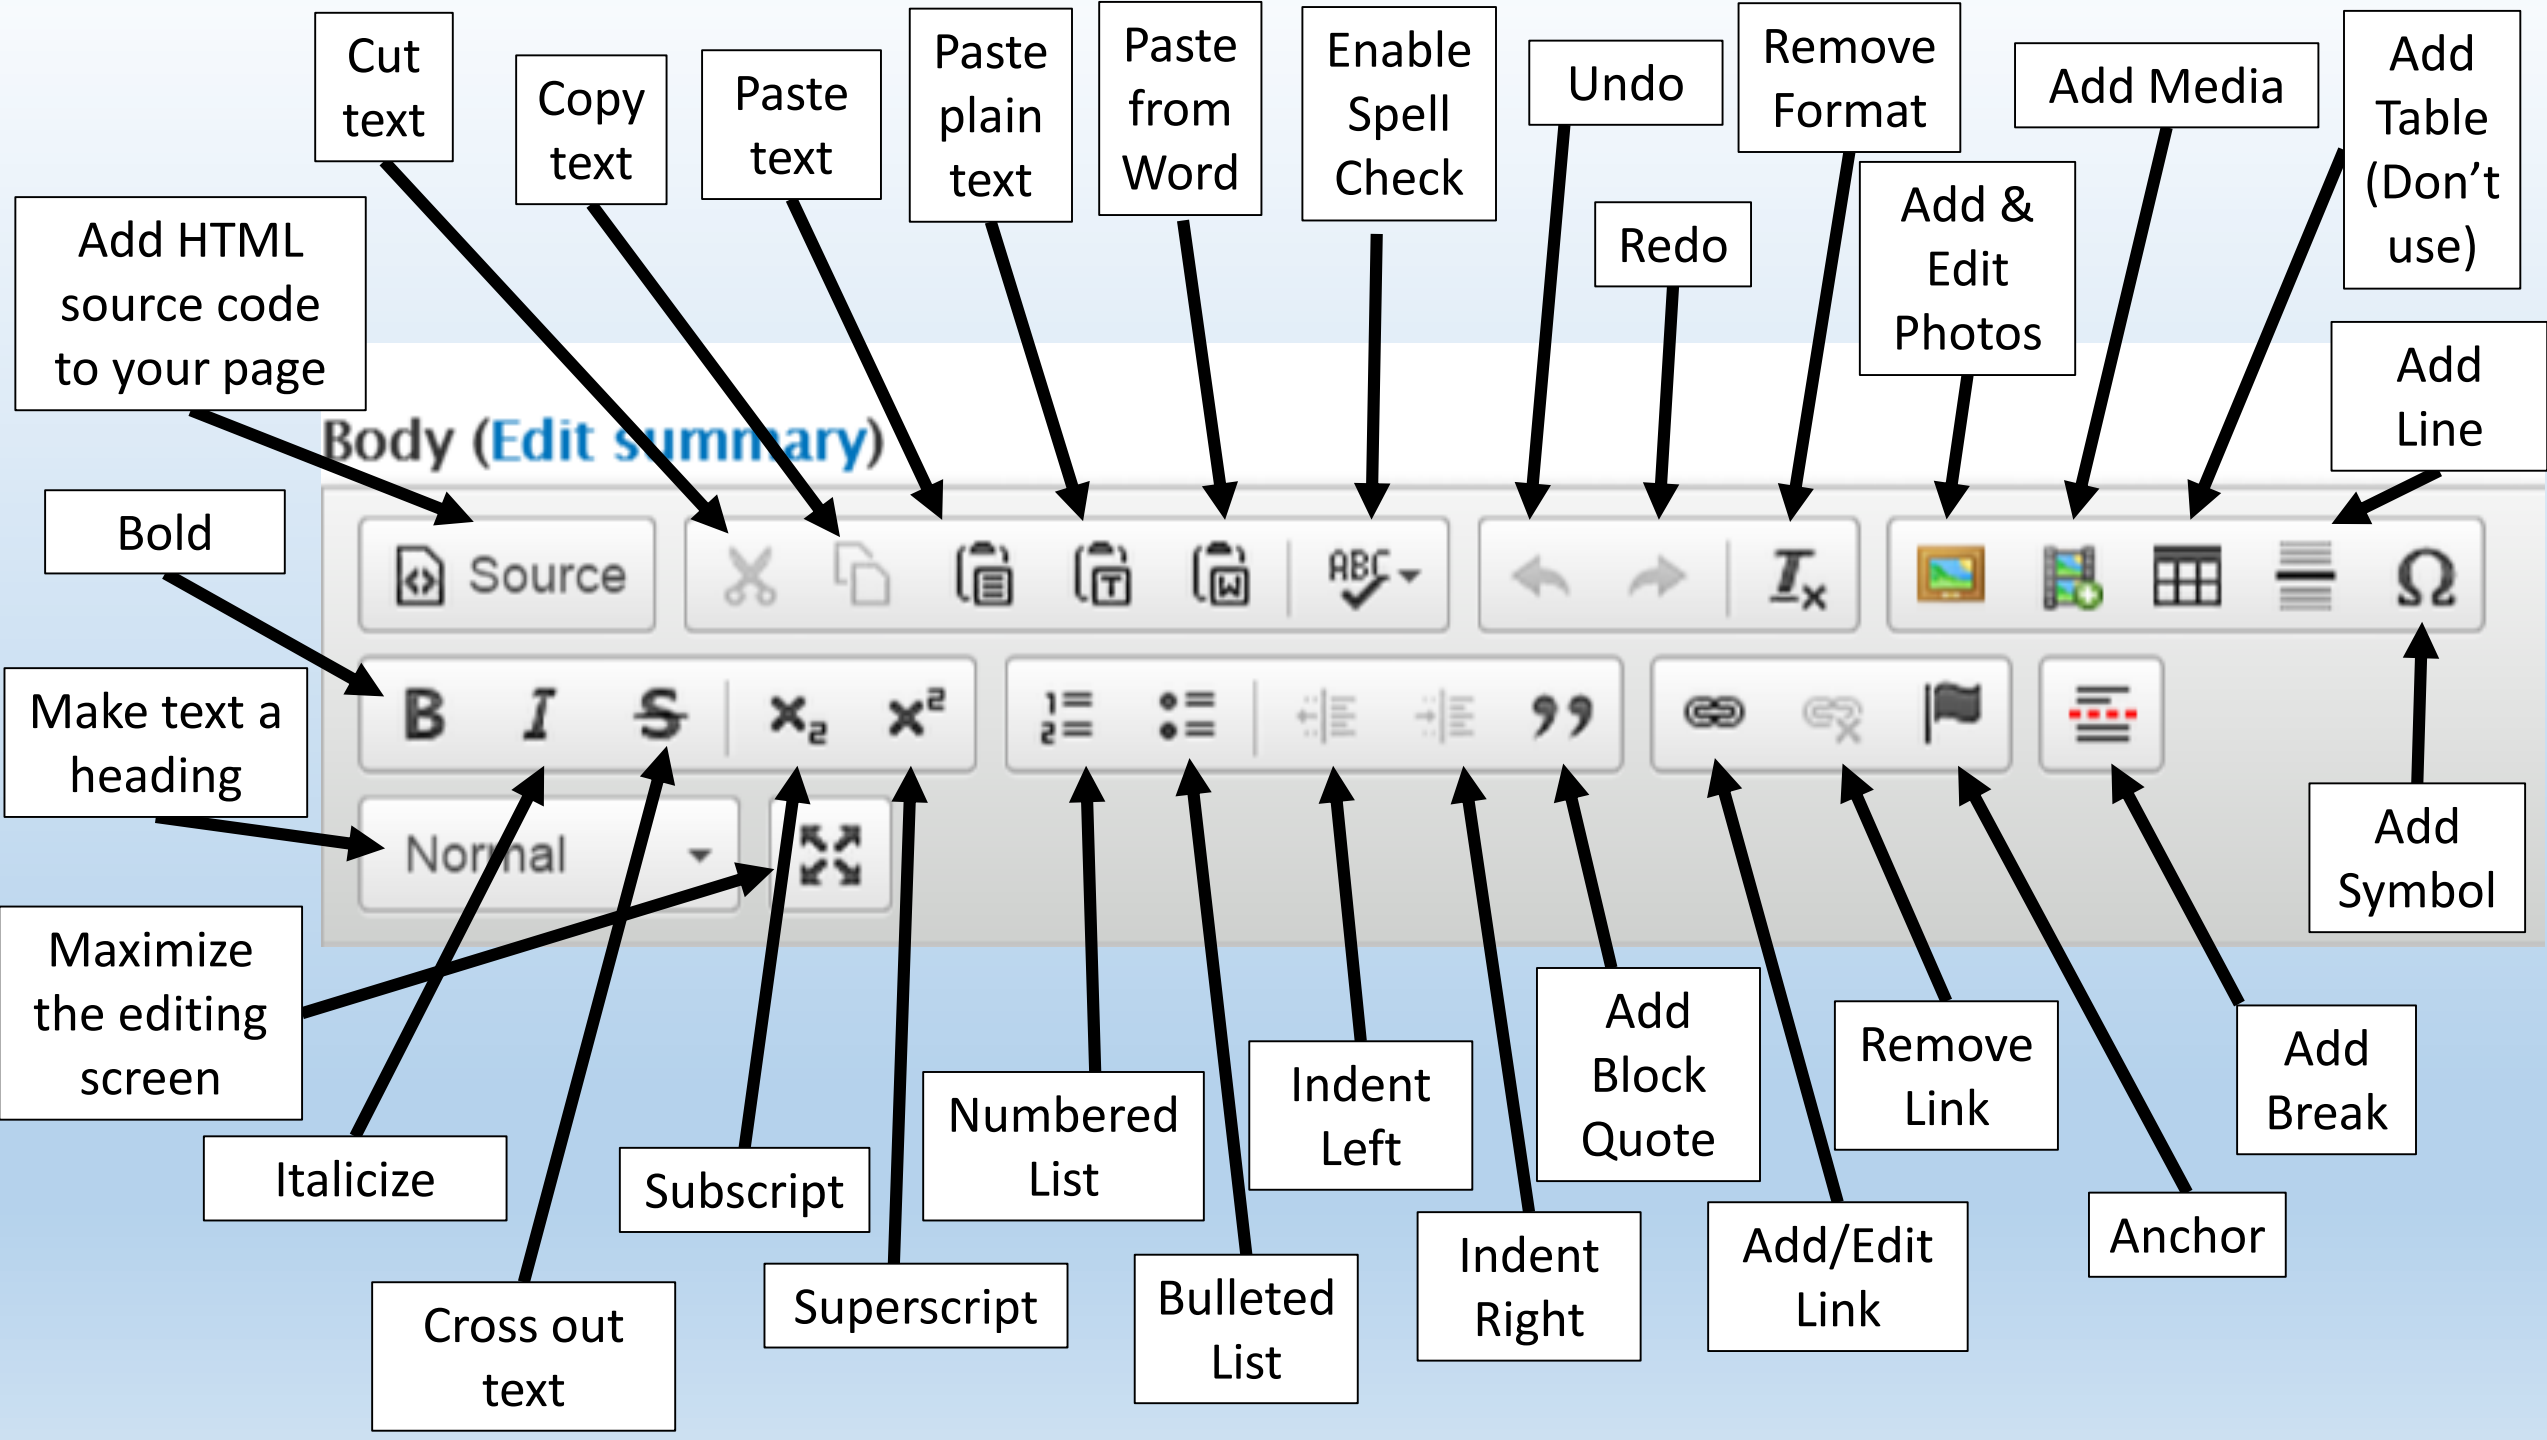 Cut
text
Copy
text
Paste
text
Paste
plain
text
Paste
from
Word
Enable
Spell
Check
Undo
Redo
Remove
Format
Add &
Edit
Photos
Add Media
Add
Table
(Don’t
use)
Add
Line
Add HTML
source code
to your page
Body (Edit summary)
Bold
Source
ABC
Make text a
heading
Normal
Maximize
the editing
screen
Add
Symbol
Italicize
Cross out
text
Subscript
Superscript
Numbered
List
Bulleted
List
Indent
Left
Indent
Right
Add
Block
Quote
Add/Edit
Link
Remove
Link
Anchor
Add
Break